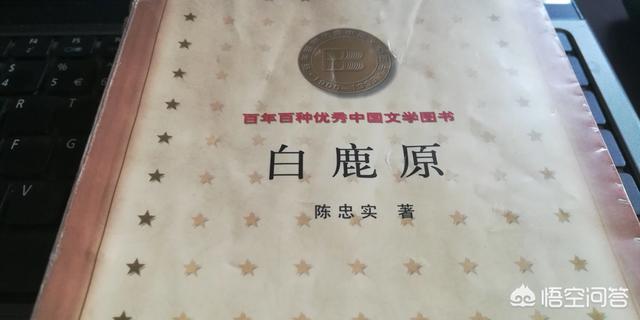 百年百种优秀中国文学图书
白鹿原
陈忠实 著
悟空问答